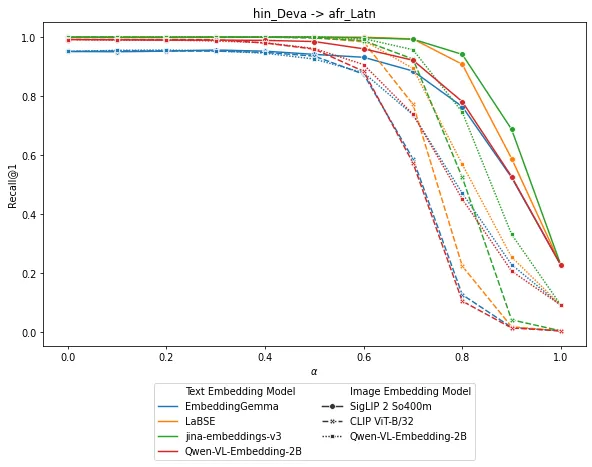 hin_Deva -> afr_Latn
Recall@1
1.0
0.8
0.6
0.4
0.2
0.0
0.0 0.2 0.4 0.6 0.8 1.0
α
Text Embedding Model
EmbeddingGemma
LaBSE
jina-embeddings-v3
Qwen-VL-Embedding-2B
Image Embedding Model
SigLIP 2 So400m
CLIP ViT-B/32
Qwen-VL-Embedding-2B